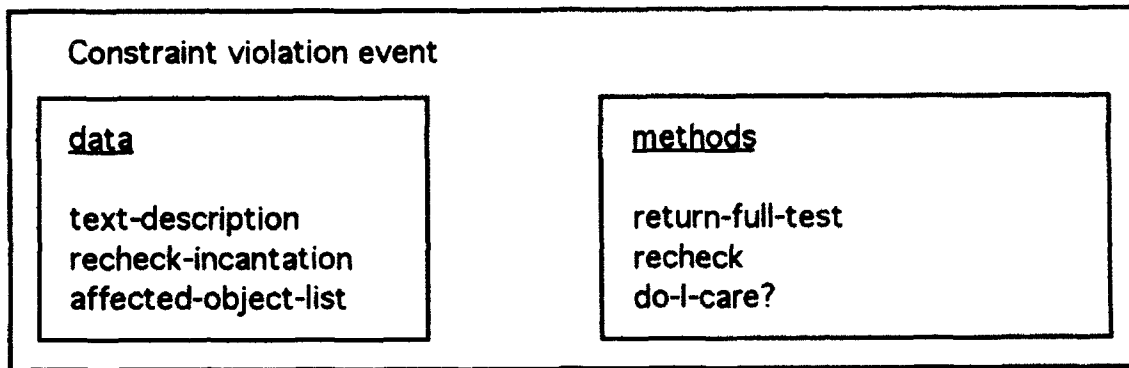 Constraint violation event
data
text-description
recheck-incantation
affected-object-list
methods
return-full-test
recheck
do-I-care?